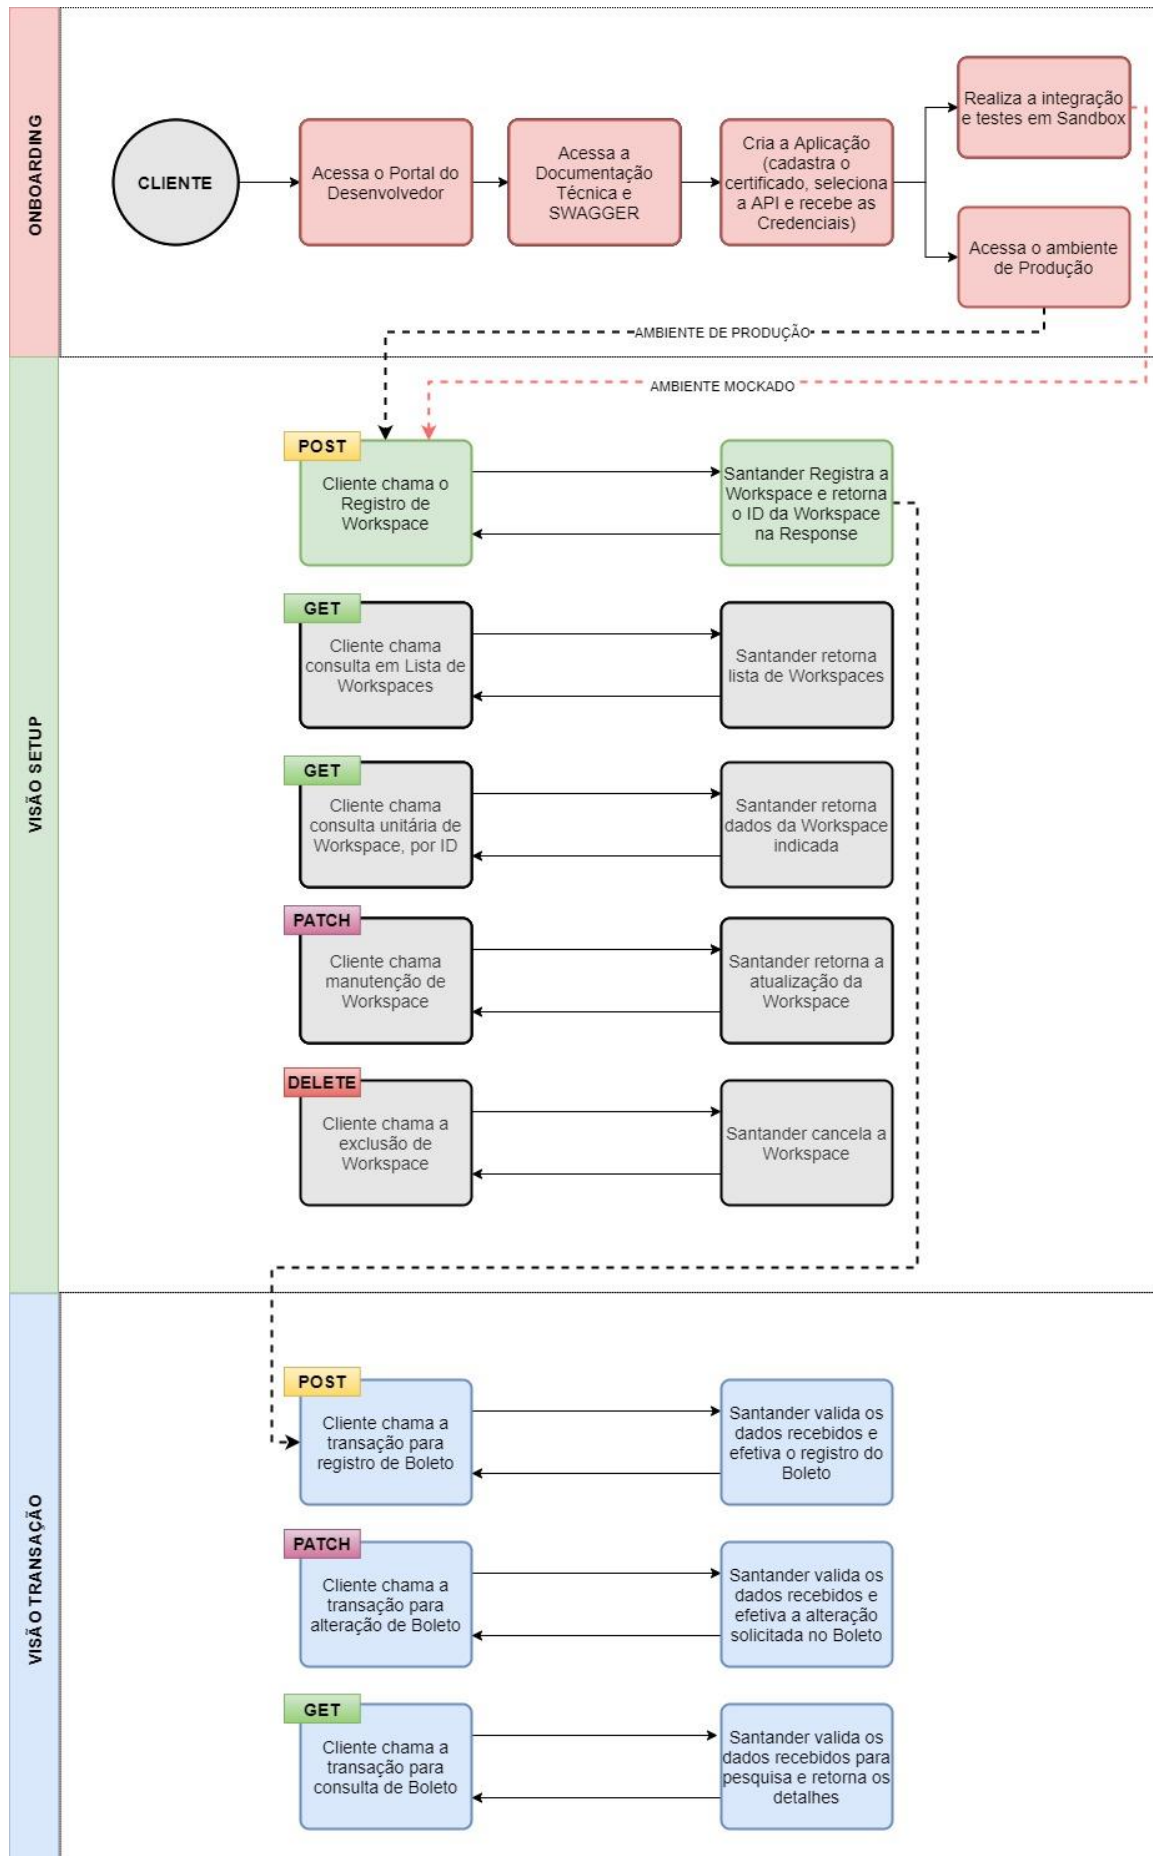 ONBOARDING
CLIENTE
Acessa o Portal do
Desenvolvedor
Acessa a
Documentação
Técnica e
SWAGGER
Cria a Aplicação
(cadastra o
certificado, seleciona
a API e recebe as
Credenciais)
Realiza a integração
e testes em Sandbox
Acessa o ambiente
de Produção
AMBIENTE DE PRODUÇÃO
VISÃO SETUP
AMBIENTE MOCKADO
POST
Cliente chama o
Registro de
Workspace
Santander Registra a
Workspace e retorna
o ID da Workspace
na Response
GET
Cliente chama
consulta em Lista de
Workspaces
Santander retorna
lista de Workspaces
GET
Cliente chama
consulta unitária de
Workspace, por ID
Santander retorna
dados da Workspace
indicada
PATCH
Cliente chama
manutenção de
Workspace
Santander retorna a
atualização da
Workspace
DELETE
Cliente chama a
exclusão de
Workspace
Santander cancela a
Workspace
VISÃO TRANSAÇÃO
POST
Cliente chama a
transação para
registro de Boleto
Santander valida os
dados recebidos e
efetiva o registro do
Boleto
PATCH
Cliente chama a
transação para
alteração de Boleto
Santander valida os
dados recebidos e
efetiva a alteração
solicitada no Boleto
GET
Cliente chama a
transação para
consulta de Boleto
Santander valida os
dados recebidos para
pesquisa e retorna os
detalhes